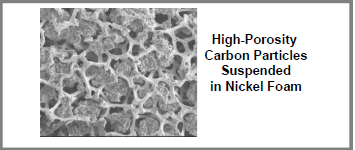 High-Porosity
Carbon Particles
Suspended
in Nickel Foam